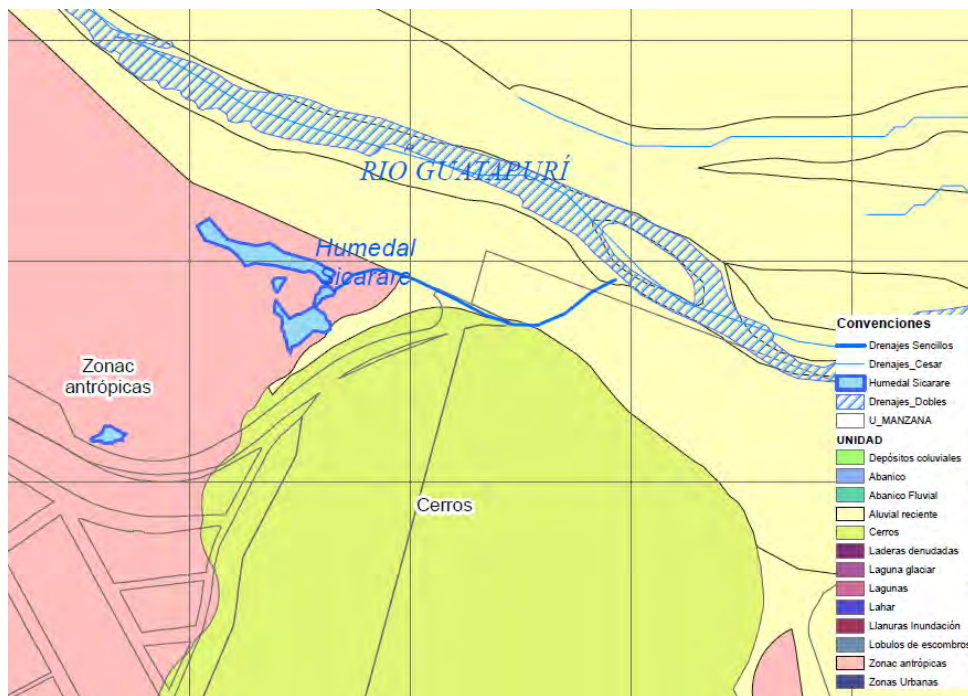 RIO GUATAPURÍ
Humedal
Sicarare
Zonac
antrópicas
Cerros
Convenciones
Drenajes Sencillos
Drenajes_Cesar
Humedal Sicarare
Drenajes_Dobles
U_MANZANA
UNIDAD
Depósitos coluviales
Abanico
Abanico Fluvial
Aluvial reciente
Cerros
Laderas denudadas
Laguna glaciar
Lagunas
Lahar
Llanuras Inundación
Lobulos de escombros
Zonac antrópicas
Zonas Urbanas